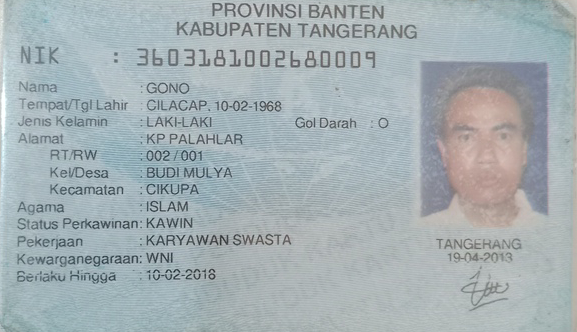 PROVINSI BANTEN
KABUPATEN TANGERANG
NIK : 3603181002680009
Nama : GONO
Tempat/Tgl Lahir : CILACAP, 10-02-1968
Jenis Kelamin : LAKI-LAKI Gol Darah : O
Alamat : KP PALAHLAR
RT/RW : 002 / 001
Kel/Desa : BUDI MULYA
Kecamatan : CIKUPA
Agama : ISLAM
Status Perkawinan: KAWIN
Pekerjaan : KARYAWAN SWASTA
Kewarganegaraan: WNI
Berlaku Hingga : 10-02-2018
TANGERANG
19-04-2013